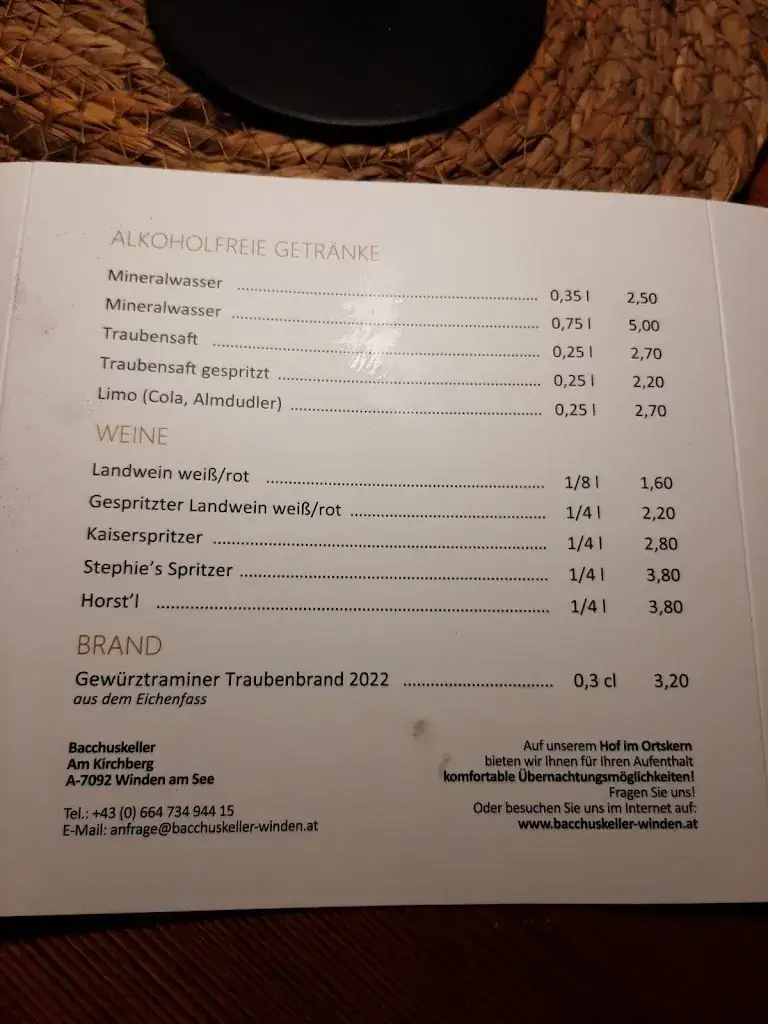 ALKOHOLFREIE GETRÄNKE
Mineralwasser ........ 0,35 l 2,50
Mineralwasser ........ 0,75 l 5,00
Traubensaft ........ 0,25 l 2,70
Traubensaft gespritzt ........ 0,25 l 2,20
Limo (Cola, Almdudler) ........ 0,25 l 2,70
WEINE
Landwein weiß/rot ........ 1/8 l 1,60
Gespritzter Landwein weiß/rot ........ 1/4 l 2,20
Kaiserspritzer ........ 1/4 l 2,80
Stephie's Spritzer ........ 1/4 l 3,80
Horst'l ........ 1/4 l 3,80
BRAND
Gewürztraminer Traubenbrand 2022 ........ 0,3 cl 3,20
aus dem Eichenfass
Bacchuskeller
Am Kirchberg
A-7092 Winden am See
Tel.: +43 (0) 664 734 944 15
E-Mail: anfrage@bacchuskeller-winden.at
Auf unserem Hof im Ortskern
bieten wir Ihnen für Ihren Aufenthalt
komfortable Übernachtungsmöglichkeiten!
Fragen Sie uns!
Oder besuchen Sie uns im Internet auf:
www.bacchuskeller-winden.at